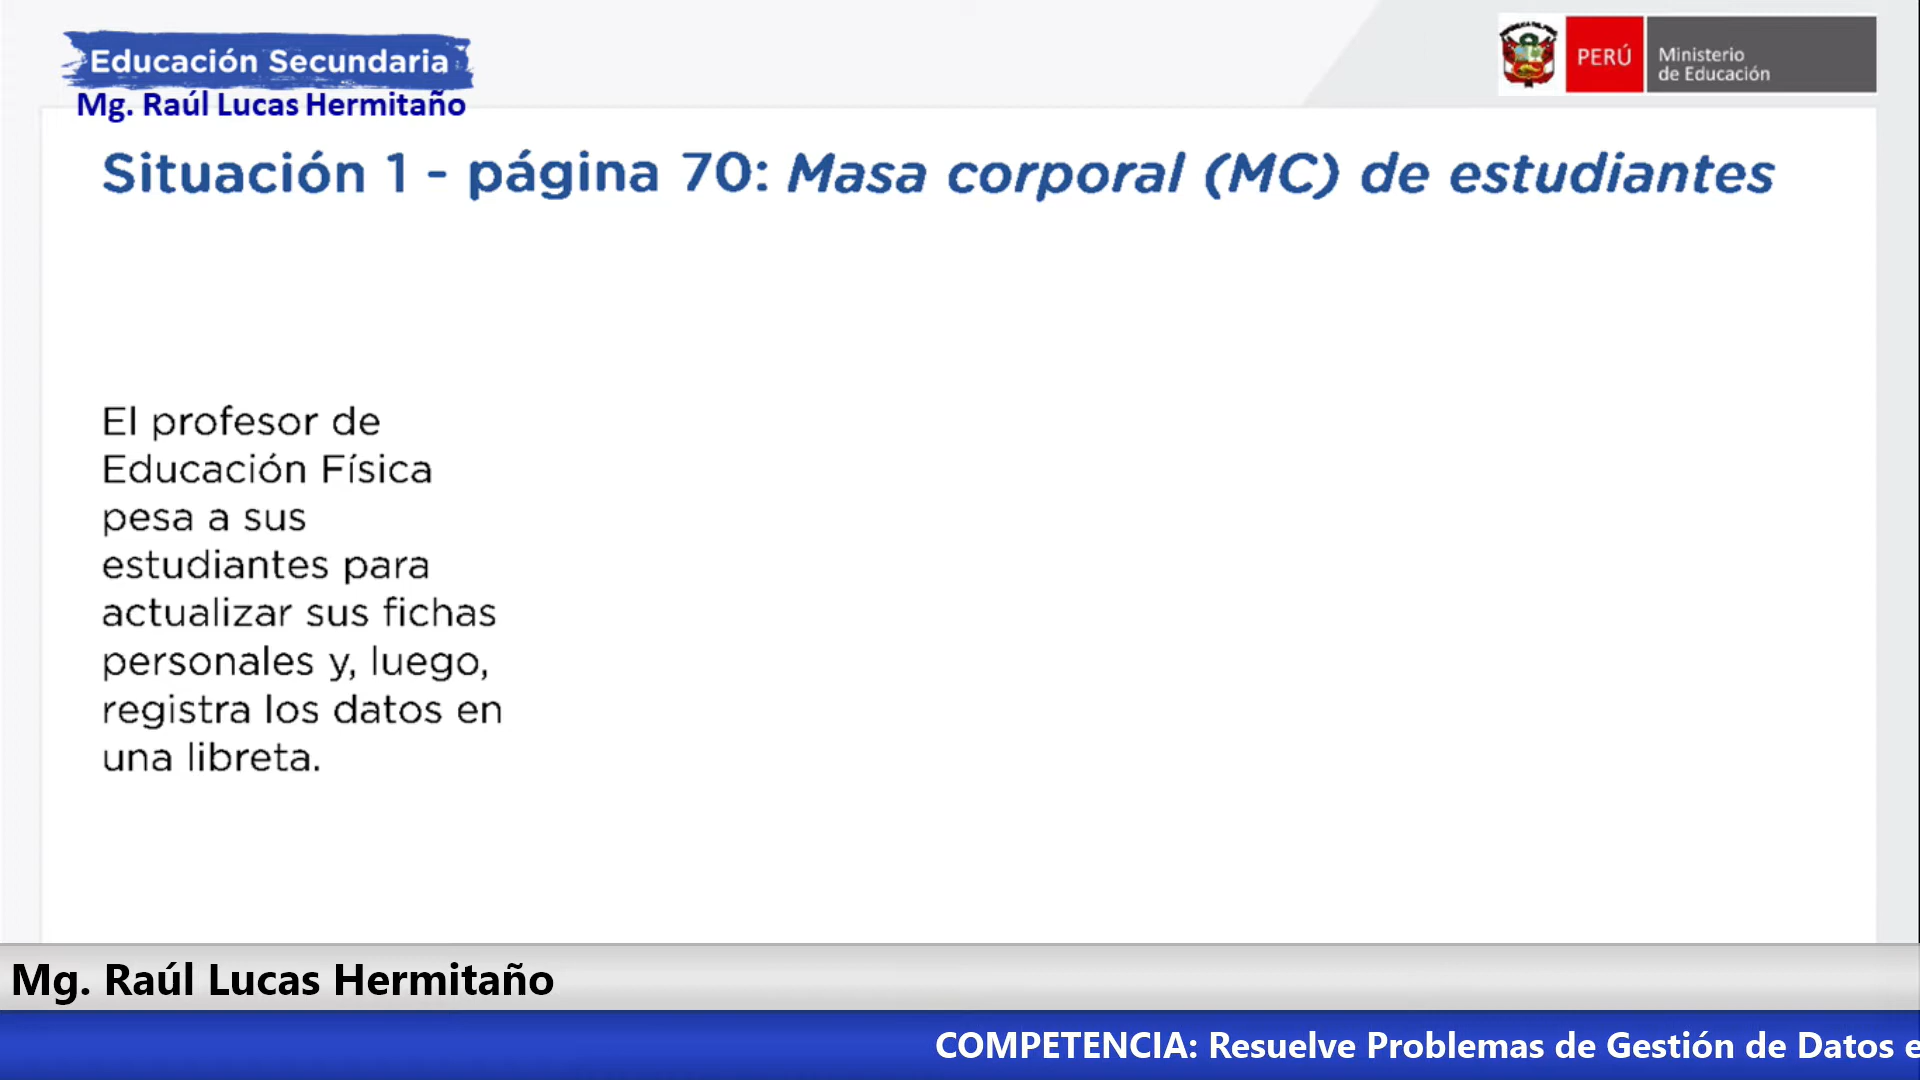 Educación Secundaria
Mg. Raúl Lucas Hermitaño
PERÚ
Ministerio
de Educación
Situación 1 - página 70: Masa corporal (MC) de estudiantes
El profesor de
Educación Física
pesa a sus
estudiantes para
actualizar sus fichas
personales y, luego,
registra los datos en
una libreta.
Mg. Raúl Lucas Hermitaño
COMPETENCIA: Resuelve Problemas de Gestión de Datos e